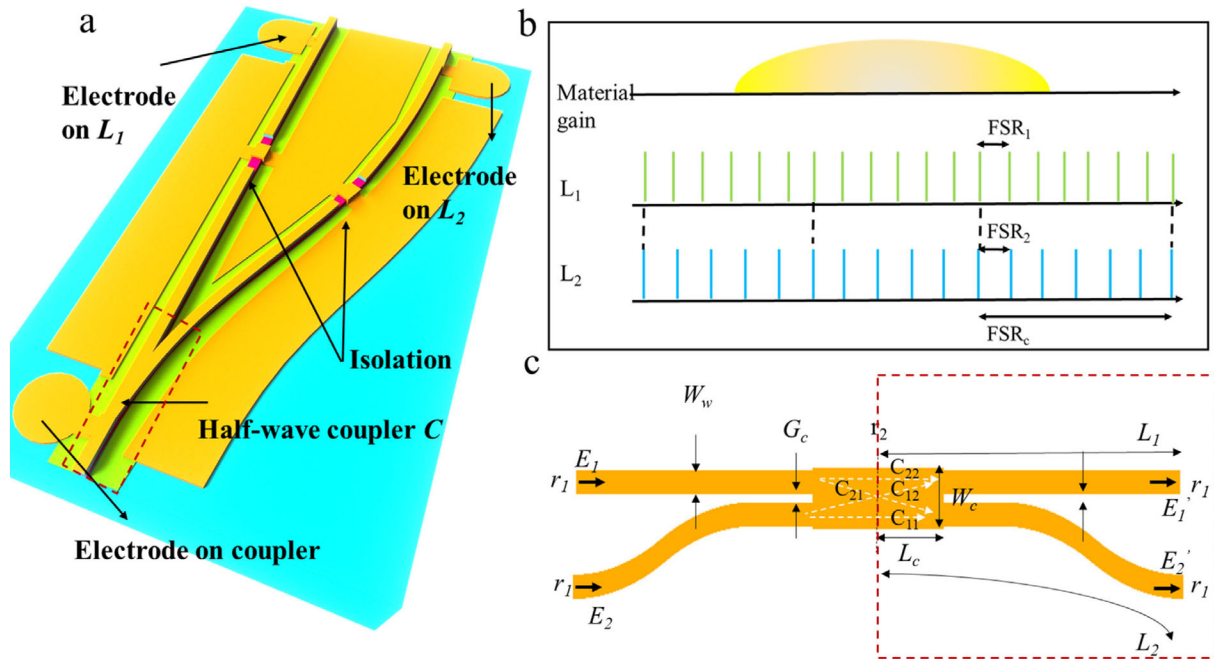 a
Electrode
on L1
Electrode
on L2
Isolation
Half-wave coupler C
Electrode on coupler
b
Material
gain
FSR1
L1
FSR2
L2
FSRc
c
Ww
Gc
r2
L1
E1
r1
C22
C21
C12
Wc
r1
E1'
C11
Lc
r1
E2
E2'
r1
L2